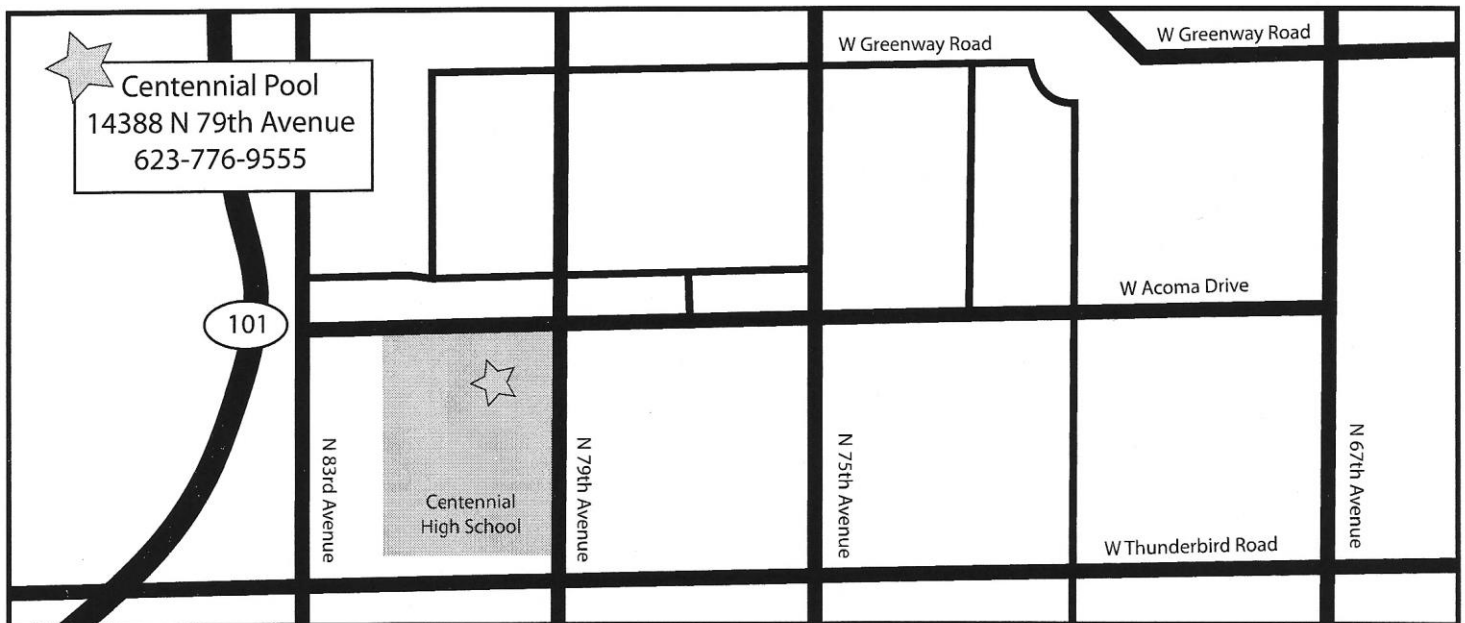 W Greenway Road
W Greenway Road
Centennial Pool
14388 N 79th Avenue
623-776-9555
W Acoma Drive
101
N 83rd Avenue
N 79th Avenue
N 75th Avenue
N 67th Avenue
Centennial
High School
W Thunderbird Road